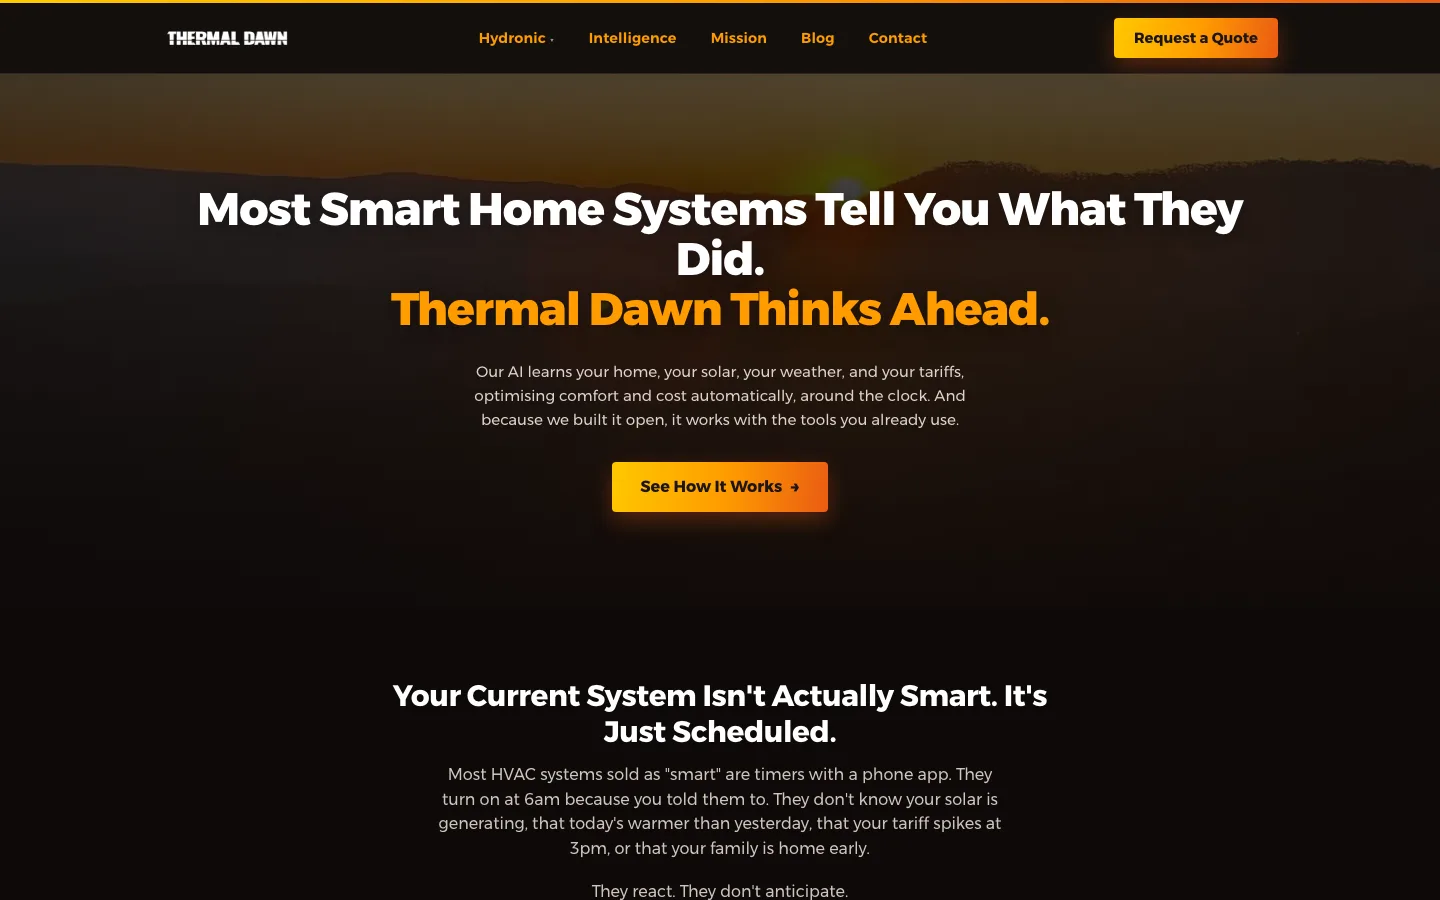 THERMAL DAWN
Hydronic
Intelligence
Mission
Blog
Contact
Request a Quote
Most Smart Home Systems Tell You What They
Did.
Thermal Dawn Thinks Ahead.
Our AI learns your home, your solar, your weather, and your tariffs,
optimising comfort and cost automatically, around the clock. And
because we built it open, it works with the tools you already use.
See How It Works →
Your Current System Isn't Actually Smart. It's
Just Scheduled.
Most HVAC systems sold as "smart" are timers with a phone app. They
turn on at 6am because you told them to. They don't know your solar is
generating, that today's warmer than yesterday, that your tariff spikes at
3pm, or that your family is home early.
They react. They don't anticipate.